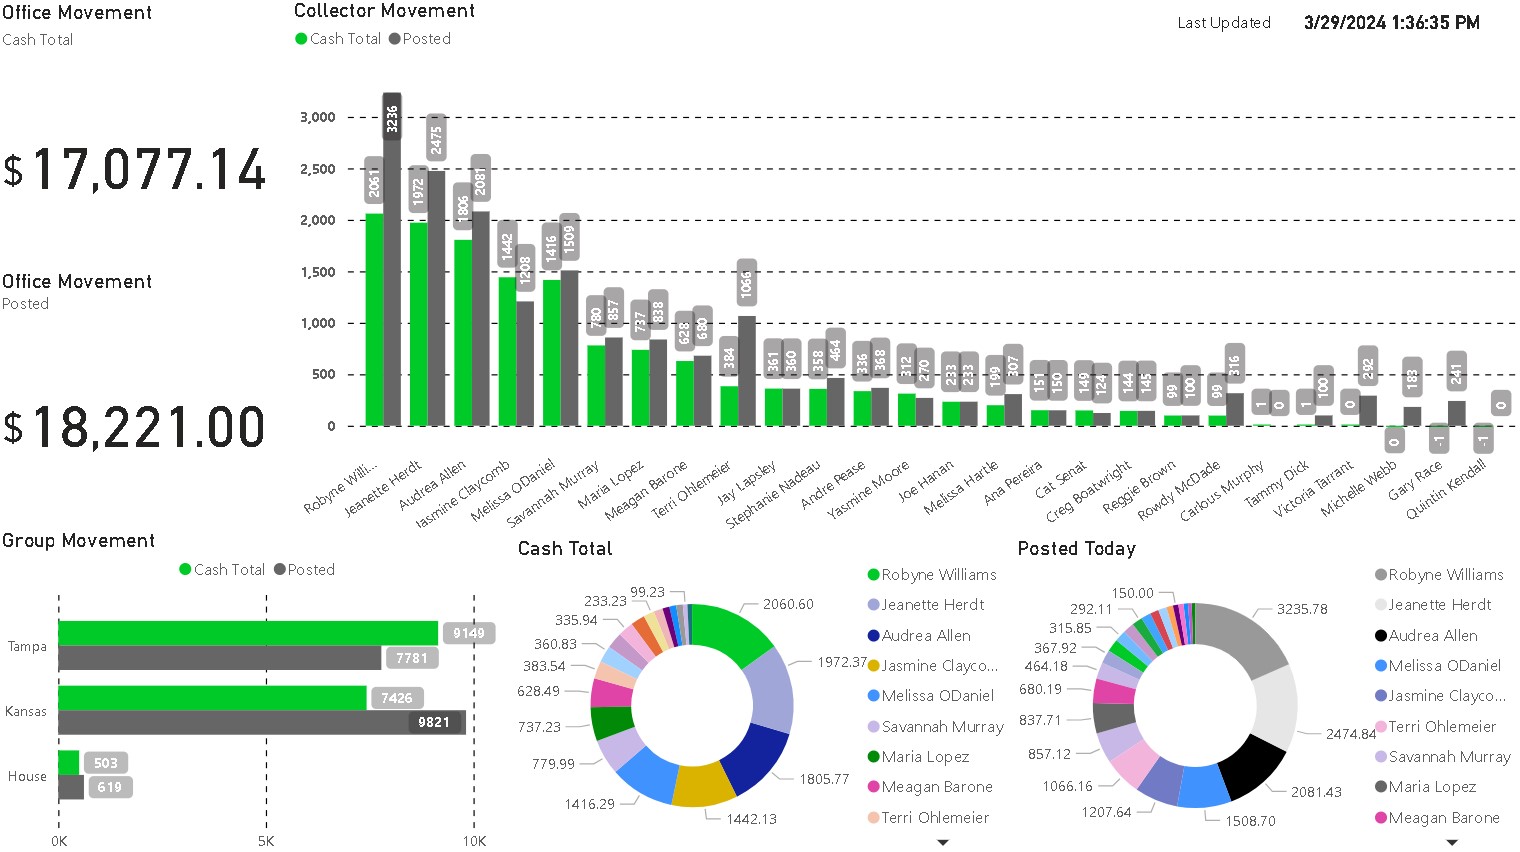 Office Movement
Cash Total
$17,077.14
Office Movement
Posted
$18,221.00
Collector Movement
Cash Total Posted
Last Updated 3/29/2024 1:36:35 PM
3,000
2,500
2,000
1,500
1,000
500
0
2061 3236 1972 2475 1806 2081 1442 1208 1416 1509 780 857 737 838 628 680 384 1066 361 360 358 464 336 368 312 270 233 233 199 307 151 150 149 124 144 145 99 100 99 316 1 0 1 100 0 292 0 183 -1 241 -1 0
Robyne Willi...
Jeanette Herdt
Audrea Allen
Jasmine Claycomb
Melissa ODaniel
Savannah Murray
Maria Lopez
Meagan Barone
Terri Ohlemeier
Jay Lapsley
Stephanie Nadeau
Andre Pease
Yasmine Moore
Joe Hanan
Melissa Hartle
Ana Pereira
Cat Senat
Creg Boatwright
Reggie Brown
Rowdy McDade
Carlous Murphy
Tammy Dick
Victoria Tarrant
Michelle Webb
Gary Race
Quintin Kendall
Group Movement
Cash Total Posted
Tampa 9149
7781
Kansas 7426
9821
House 503
619
0K 5K 10K
Cash Total
99.23
233.23
335.94
360.83
383.54
628.49
737.23
779.99
1416.29
1442.13
1805.77
1972.37
2060.60
Robyne Williams
Jeanette Herdt
Audrea Allen
Jasmine Clayco...
Melissa ODaniel
Savannah Murray
Maria Lopez
Meagan Barone
Terri Ohlemeier
Posted Today
150.00
292.11
315.85
367.92
464.18
680.19
837.71
857.12
1066.16
1207.64
1508.70
2081.43
2474.84
3235.78
Robyne Williams
Jeanette Herdt
Audrea Allen
Melissa ODaniel
Jasmine Clayco...
Terri Ohlemeier
Savannah Murray
Maria Lopez
Meagan Barone